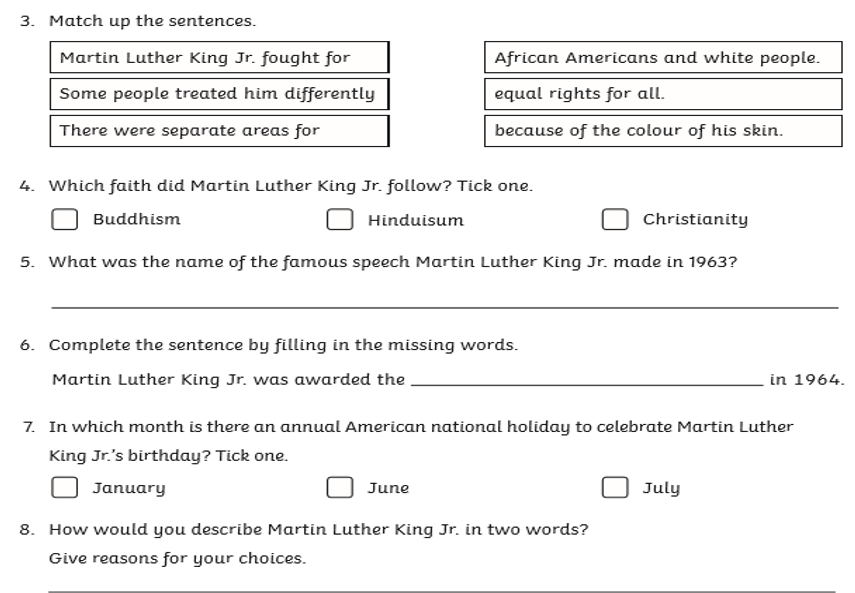 3. Match up the sentences.
Martin Luther King Jr. fought for
African Americans and white people.
Some people treated him differently
equal rights for all.
There were separate areas for
because of the colour of his skin.
4. Which faith did Martin Luther King Jr. follow? Tick one.
Buddhism Hinduisum Christianity
5. What was the name of the famous speech Martin Luther King Jr. made in 1963?
6. Complete the sentence by filling in the missing words.
Martin Luther King Jr. was awarded the in 1964.
7. In which month is there an annual American national holiday to celebrate Martin Luther
King Jr.'s birthday? Tick one.
January June July
8. How would you describe Martin Luther King Jr. in two words?
Give reasons for your choices.